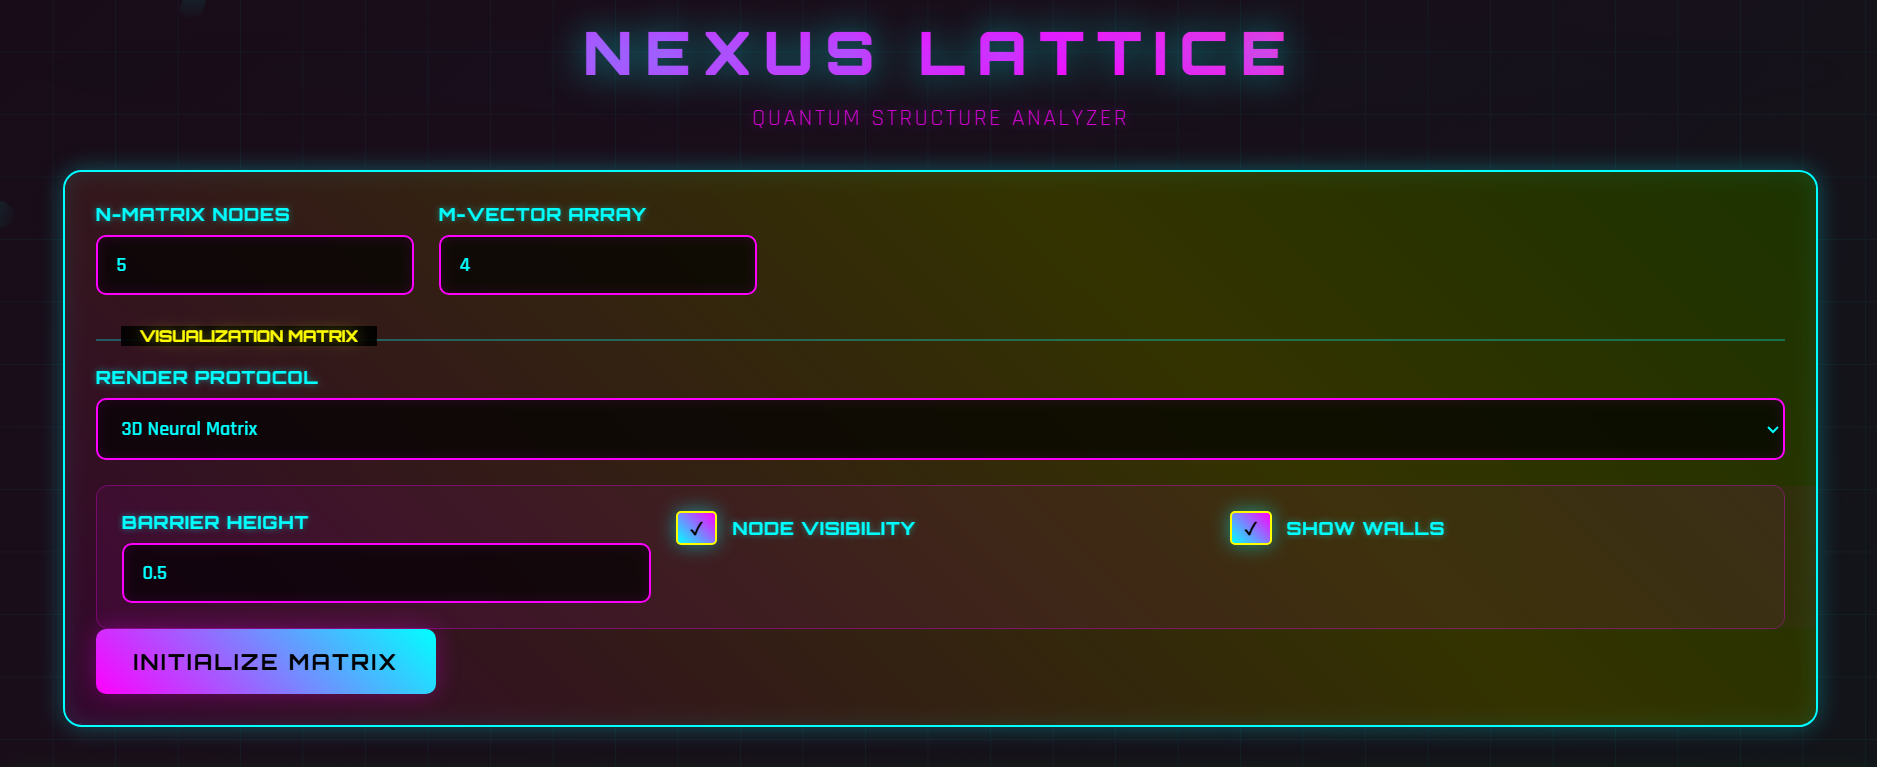 NEXUS LATTICE
QUANTUM STRUCTURE ANALYZER
N-MATRIX NODES
M-VECTOR ARRAY
5
4
VISUALIZATION MATRIX
RENDER PROTOCOL
3D Neural Matrix
BARRIER HEIGHT
0.5
✓ NODE VISIBILITY
✓ SHOW WALLS
INITIALIZE MATRIX